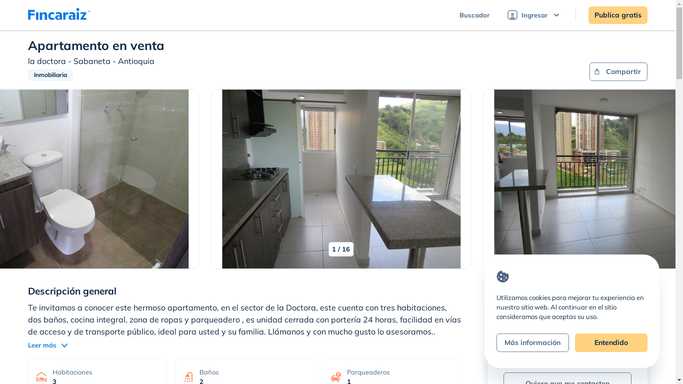 Fincaraiz
Buscador
Ingresar
Publica gratis
Apartamento en venta
la doctora - Sabaneta - Antioquia
Inmobiliaria
Compartir
1 / 16
Descripción general
Te invitamos a conocer este hermoso apartamento, en el sector de la Doctora, este cuenta con tres habitaciones,
dos baños, cocina integral, zona de ropas y parqueadero , es unidad cerrada con portería 24 horas, facilidad en vías
de acceso y de transporte público, ideal para usted y su familia. Llámanos y con mucho gusto lo asesoramos..
Leer más
Habitaciones
3
Baños
2
Parqueaderos
1
Utilizamos cookies para mejorar tu experiencia en
nuestro sitio web. Al continuar en el sitio
consideramos que aceptas su uso.
Más información
Entendido
Quiero que me contacten